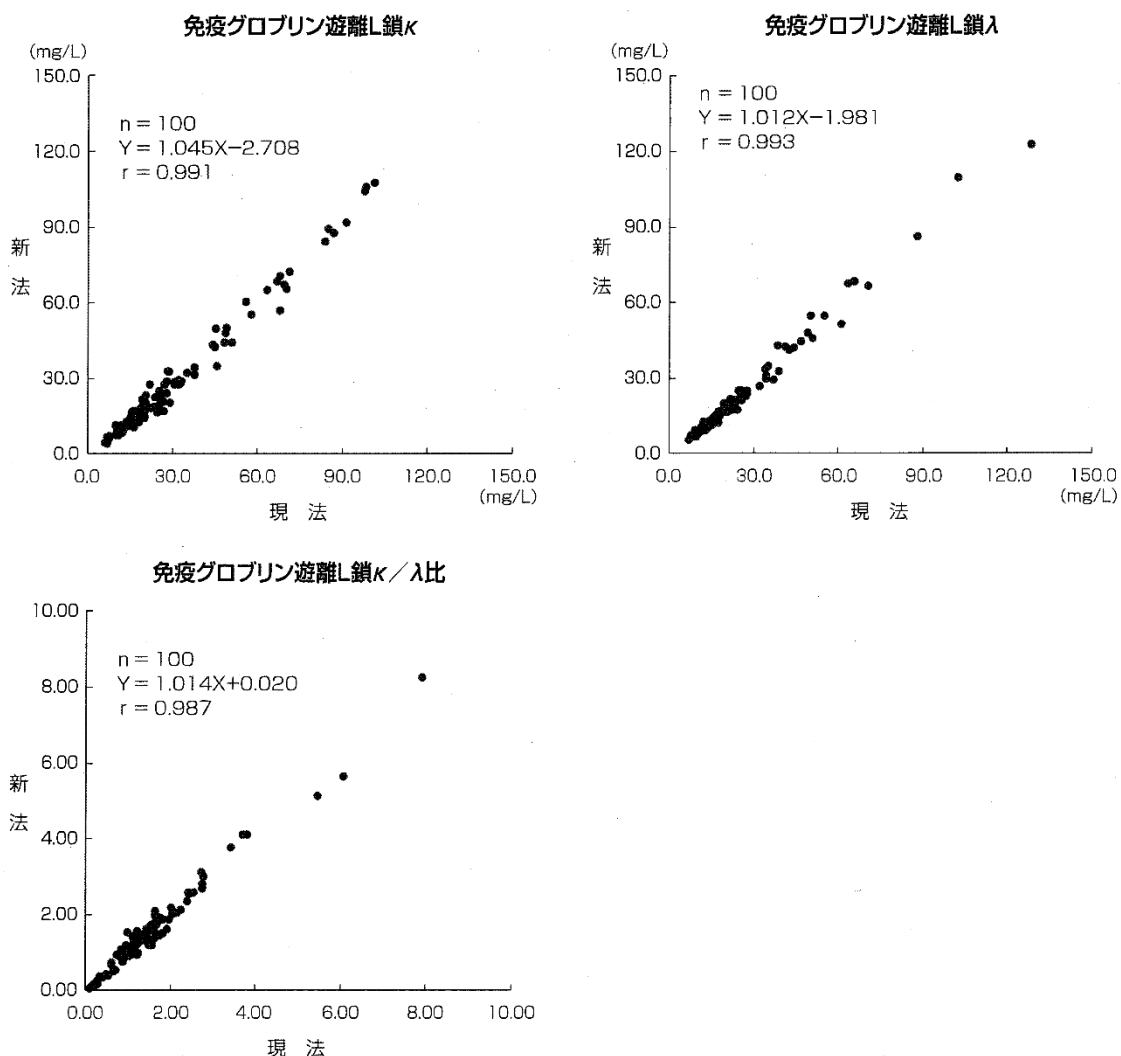 免疫グロブリン遊離L鎖κ
(mg/L)
150.0
120.0
90.0
60.0
30.0
0.0
n = 100
Y = 1.045X−2.708
r = 0.991
新
法
0.0 30.0 60.0 90.0 120.0 150.0
(mg/L)
現 法
免疫グロブリン遊離L鎖λ
(mg/L)
150.0
120.0
90.0
60.0
30.0
0.0
n = 100
Y = 1.012X−1.981
r = 0.993
新
法
0.0 30.0 60.0 90.0 120.0 150.0
(mg/L)
現 法
免疫グロブリン遊離L鎖κ/λ比
10.00
8.00
6.00
4.00
2.00
0.00
n = 100
Y = 1.014X+0.020
r = 0.987
新
法
0.00 2.00 4.00 6.00 8.00 10.00
現 法